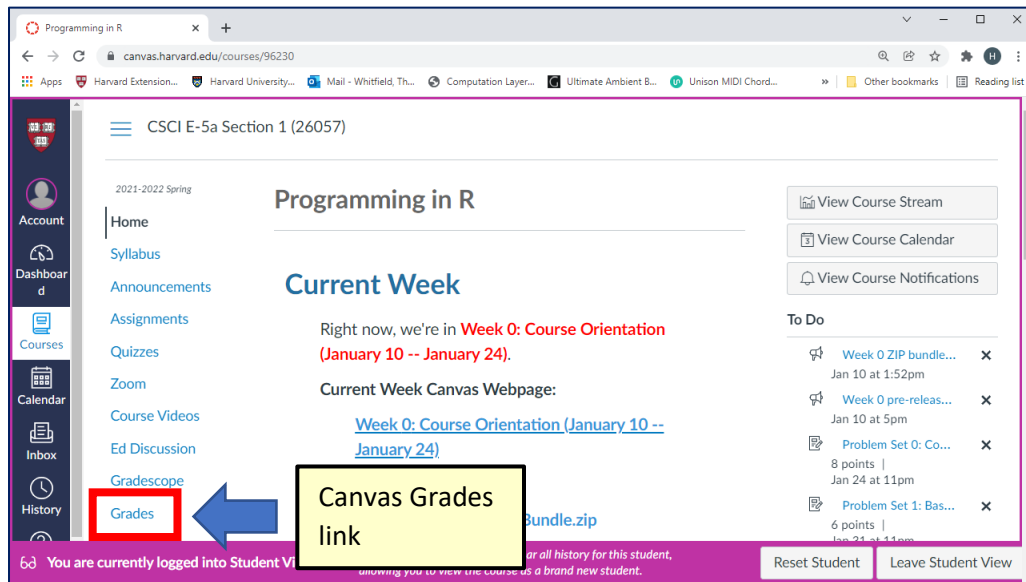 Programming in R
canvas.harvard.edu/courses/96230
H
Apps
Harvard Extension...
Harvard University...
Mail - Whitfield, Th...
Computation Layer...
Ultimate Ambient B...
Unison MIDI Chord...
»
Other bookmarks
Reading list
CSCI E-5a Section 1 (26057)
Account
Dashboar
d
Courses
Calendar
Inbox
History
2021-2022 Spring
Home
Syllabus
Announcements
Assignments
Quizzes
Zoom
Course Videos
Ed Discussion
Gradescope
Grades
Programming in R
Current Week
Right now, we're in Week 0: Course Orientation
(January 10 -- January 24).
Current Week Canvas Webpage:
Week 0: Course Orientation (January 10 --
January 24)
Bundle.zip
Canvas Grades
link
View Course Stream
View Course Calendar
View Course Notifications
To Do
Week 0 ZIP bundle...
Jan 10 at 1:52pm
Week 0 pre-releas...
Jan 10 at 5pm
Problem Set 0: Co...
8 points |
Jan 24 at 11pm
Problem Set 1: Bas...
6 points |
Jan 31 at 11pm
You are currently logged into Student Vi
ar all history for this student,
allowing you to view the course as a brand new student.
Reset Student
Leave Student View